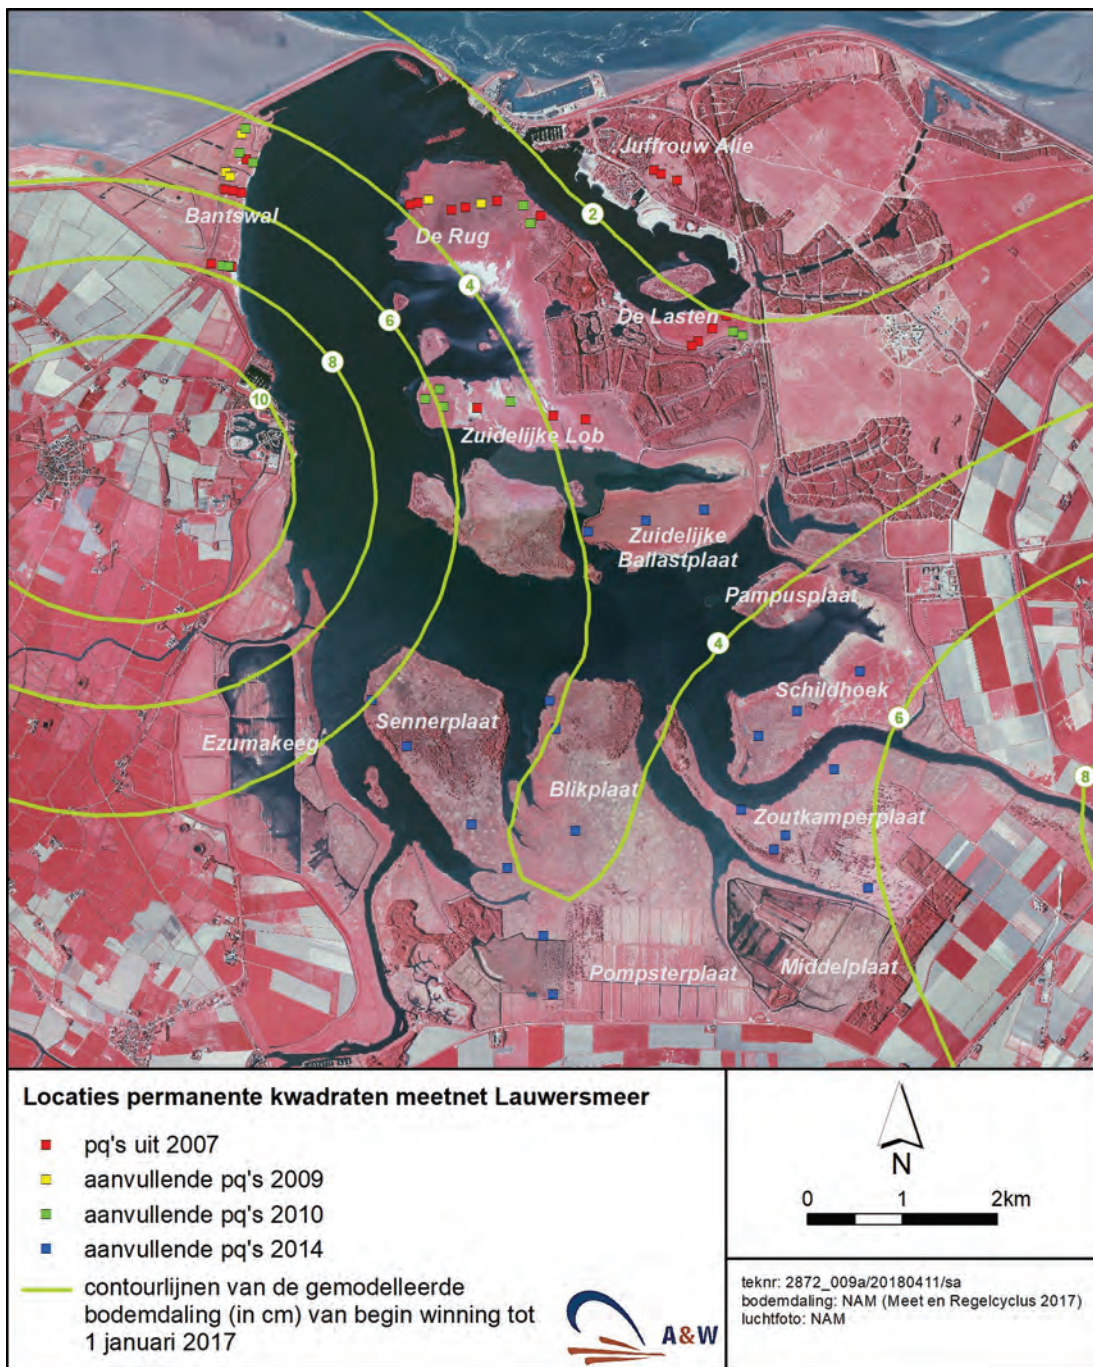 Juffrouw Alie
Bantswal
2
De Rug
4
De Lasten
6
8
10
Zuidelijke Lob
Zuidelijke
Ballastplaat
Pampusplaat
4
Schildhoek
Sennerplaat
6
Ezumakeeg
8
Blikplaat
Zoutkamperplaat
Pompsterplaat
Middelplaat
Locaties permanente kwadraten meetnet Lauwersmeer
pq's uit 2007
aanvullende pq's 2009
aanvullende pq's 2010
aanvullende pq's 2014
contourlijnen van de gemodelleerde
bodemdaling (in cm) van begin winning tot
1 januari 2017
A&W
N
0 1 2km
teknr: 2872_009a/20180411/sa
bodemdaling: NAM (Meet en Regelcyclus 2017)
luchtfoto: NAM